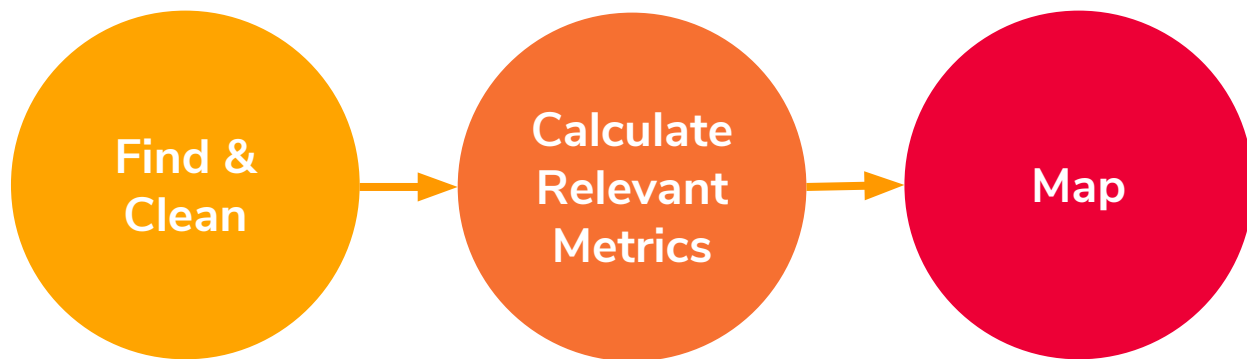 Find &
Clean
Calculate
Relevant
Metrics
Map